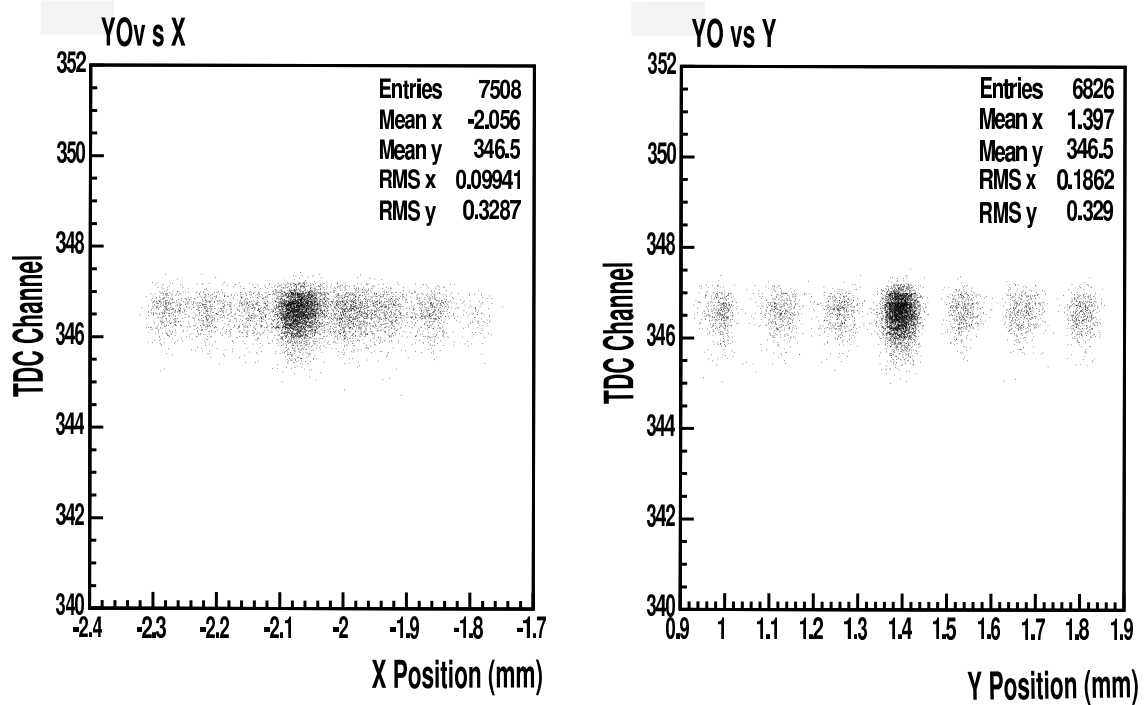 YOv s X
Entries 7508
Mean x -2.056
Mean y 346.5
RMS x 0.09941
RMS y 0.3287
352
350
348
346
344
342
340
TDC Channel
-2.4 -2.3 -2.2 -2.1 -2 -1.9 -1.8 -1.7
X Position (mm)
YO vs Y
Entries 6826
Mean x 1.397
Mean y 346.5
RMS x 0.1862
RMS y 0.329
352
350
348
346
344
342
340
TDC Channel
0.9 1 1.1 1.2 1.3 1.4 1.5 1.6 1.7 1.8 1.9
Y Position (mm)